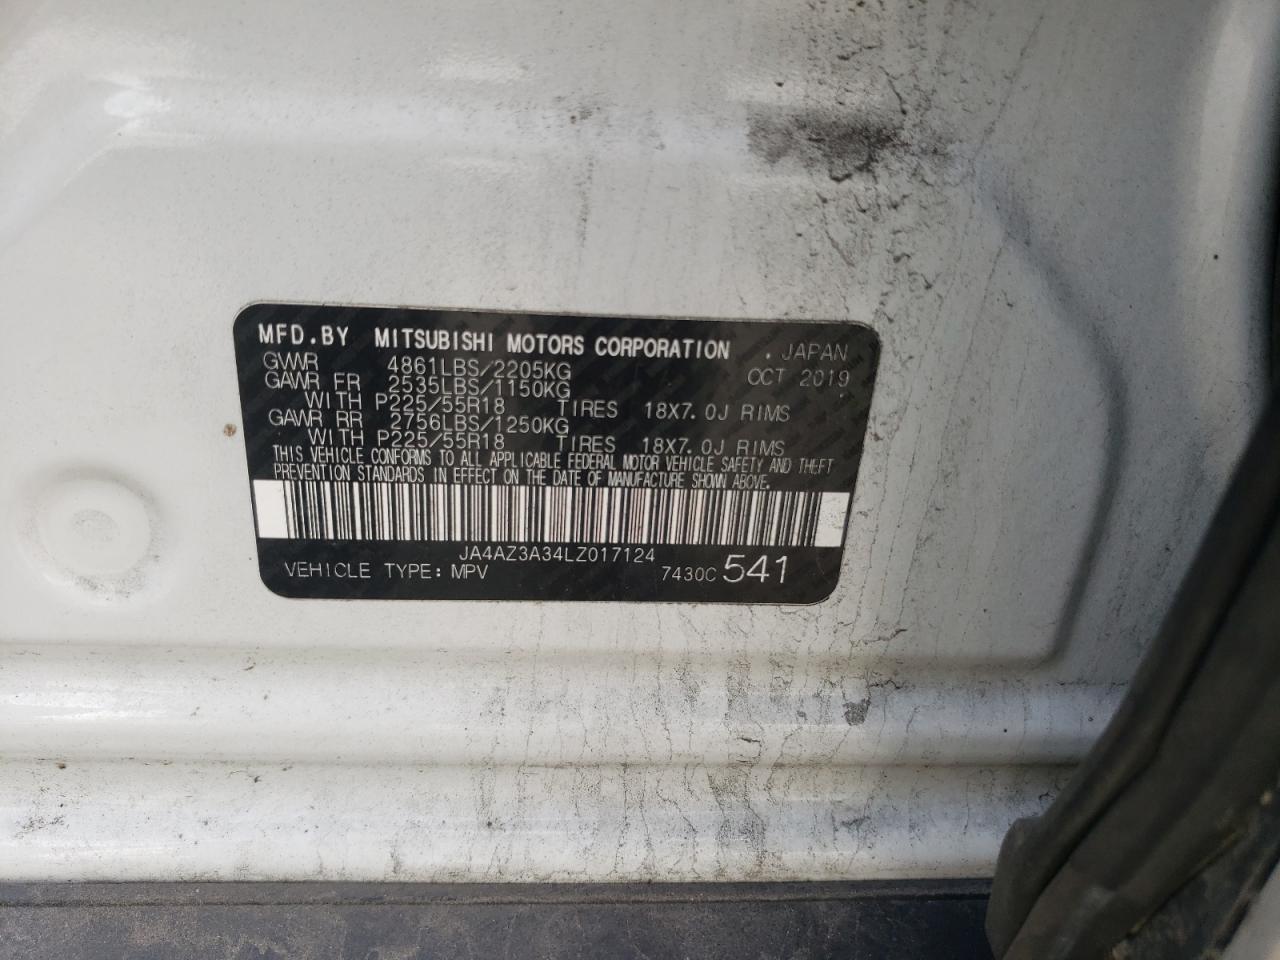 MFD.BY MITSUBISHI MOTORS CORPORATION . JAPAN
GVWR 4861LBS/2205KG OCT 2019
GAWR FR 2535LBS/1150KG
WITH P225/55R18 TIRES 18X7.0J RIMS
GAWR RR 2756LBS/1250KG
WITH P225/55R18 TIRES 18X7.0J RIMS
THIS VEHICLE CONFORMS TO ALL APPLICABLE FEDERAL MOTOR VEHICLE SAFETY AND THEFT
PREVENTION STANDARDS IN EFFECT ON THE DATE OF MANUFACTURE SHOWN ABOVE.
JA4AZ3A34LZ017124
VEHICLE TYPE: MPV 7430C 541